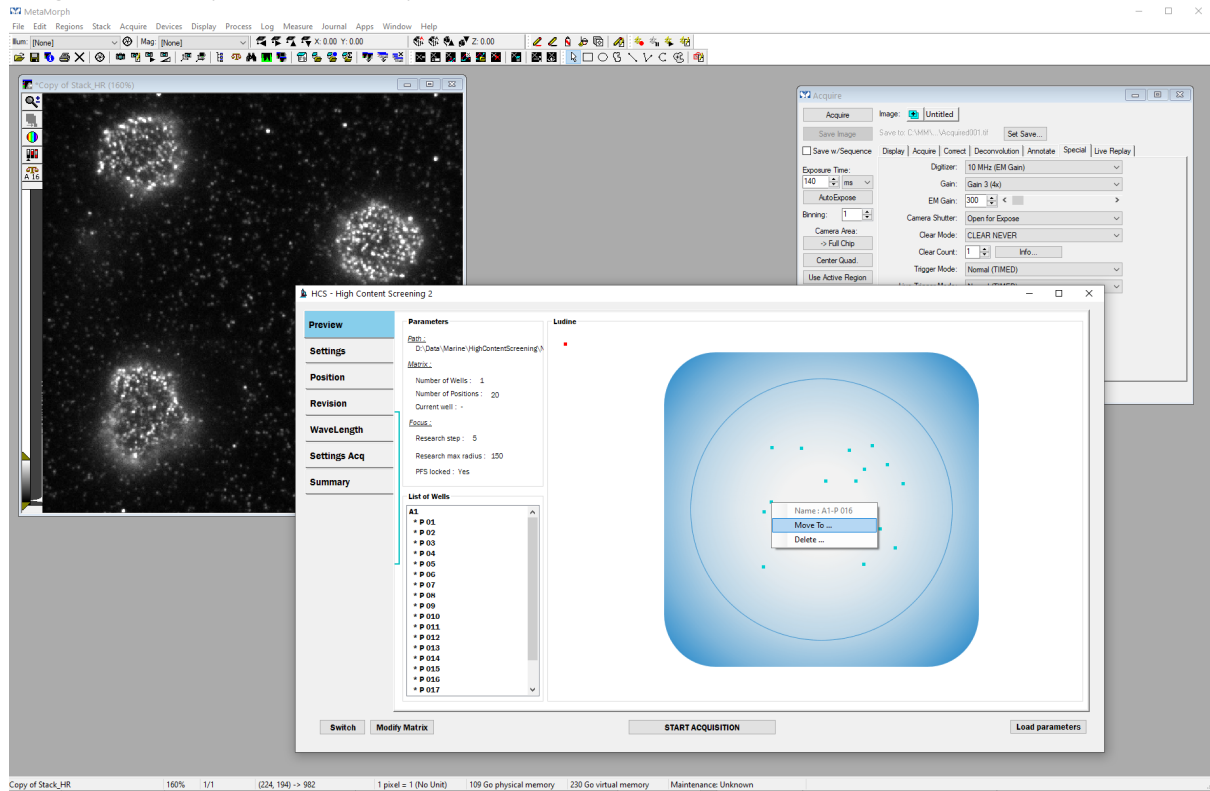 MetaMorph
File Edit Regions Stack Acquire Devices Display Process Log Measure Journal Apps Window Help
Illum: [None] Mag: [None] X: 0.00 Y: 0.00 Z: 0.00
*Copy of Stack_HR (160%)
A 16
Acquire
Acquire Image: Untitled
Save Image Save to: C:\MM\...\Acquired001.tif Set Save...
Save w/Sequence Display Acquire Correct Deconvolution Annotate Special Live Replay
Exposure Time: Digitizer: 10 MHz (EM Gain)
140 ms Gain: Gain 3 (4x)
AutoExpose EM Gain: 300
Binning: 1 Camera Shutter: Open for Expose
Camera Area: Clear Mode: CLEAR NEVER
-> Full Chip Clear Count: 1 Info...
Center Quad. Trigger Mode: Normal (TIMED)
Use Active Region
HCS - High Content Screening 2
Preview
Settings
Position
Revision
WaveLength
Settings Acq
Summary
Parameters
Path :
D:\Data\Marine\HighContentScreening\
Matrix :
Number of Wells : 1
Number of Positions : 20
Current well : -
Focus :
Research step : 5
Research max radius : 150
PFS locked : Yes
List of Wells
A1
* P 01
* P 02
* P 03
* P 04
* P 05
* P 06
* P 07
* P 08
* P 09
* P 010
* P 011
* P 012
* P 013
* P 014
* P 015
* P 016
* P 017
Ludine
Name : A1-P 016
Move To ...
Delete ...
Switch Modify Matrix START ACQUISITION Load parameters
Copy of Stack_HR 160% 1/1 (224, 194) -> 982 1 pixel = 1 (No Unit) 109 Go physical memory 230 Go virtual memory Maintenance: Unknown